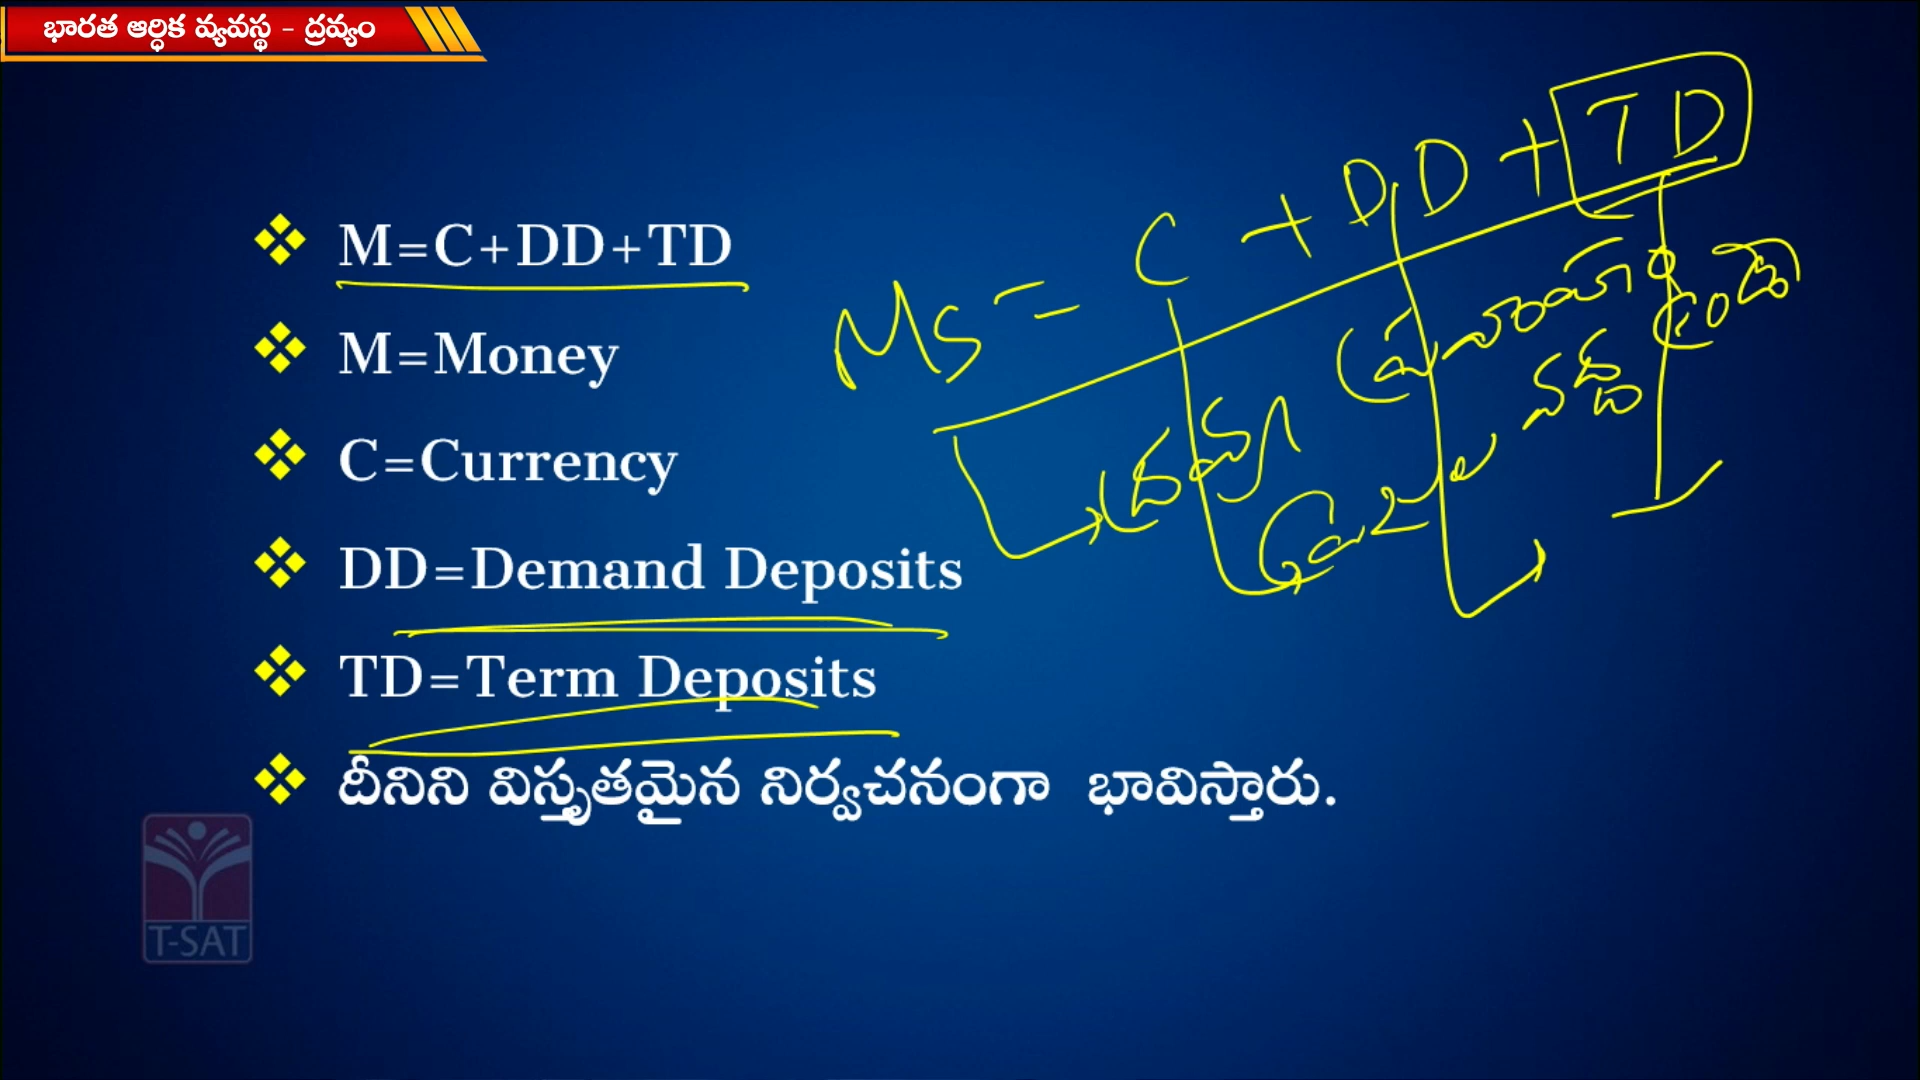 భారత ఆర్థిక వ్యవస్థ - ద్రవ్యం
M=C+DD+TD
M=Money
C=Currency
DD=Demand Deposits
TD=Term Deposits
దీనిని విస్తృతమైన నిర్వచనంగా భావిస్తారు.
Ms = C + DD + TD
వద్ద
T-SAT